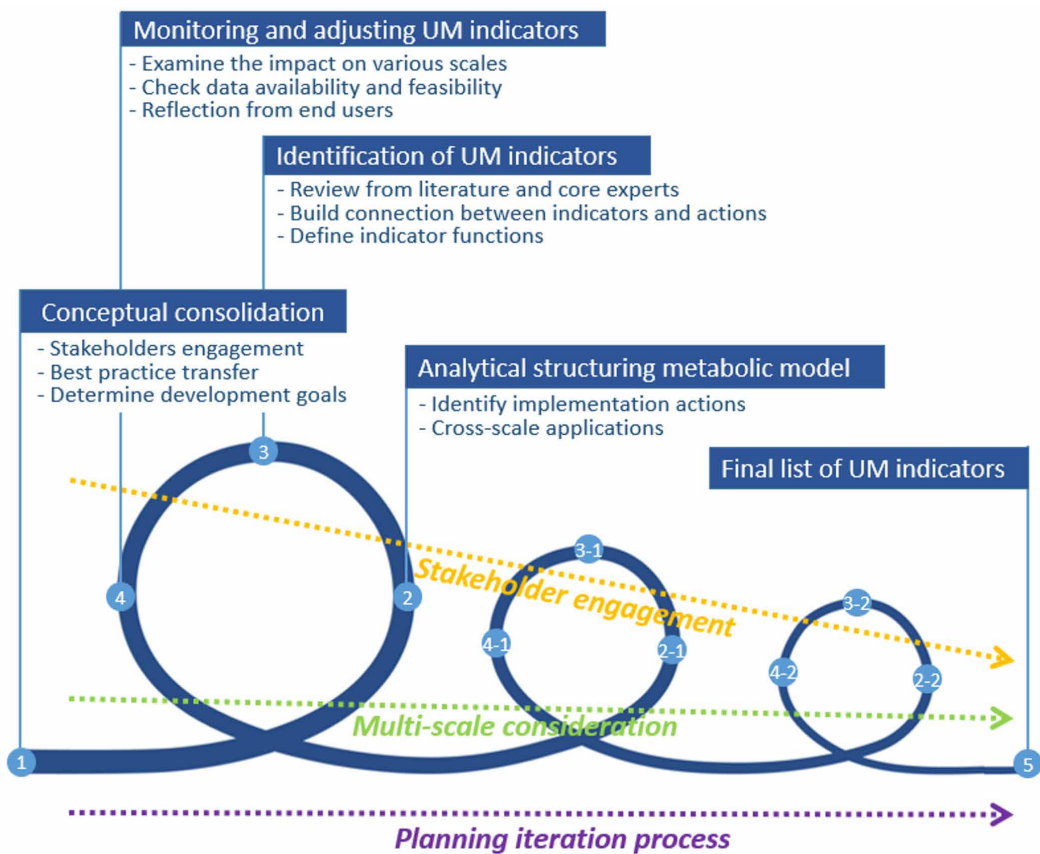 Monitoring and adjusting UM indicators
- Examine the impact on various scales
- Check data availability and feasibility
- Reflection from end users
Identification of UM indicators
- Review from literature and core experts
- Build connection between indicators and actions
- Define indicator functions
Conceptual consolidation
- Stakeholders engagement
- Best practice transfer
- Determine development goals
Analytical structuring metabolic model
- Identify implementation actions
- Cross-scale applications
Final list of UM indicators
3
4
2
Stakeholder engagement
3-1
4-1
2-1
3-2
4-2
2-2
Multi-scale consideration
1
5
Planning iteration process